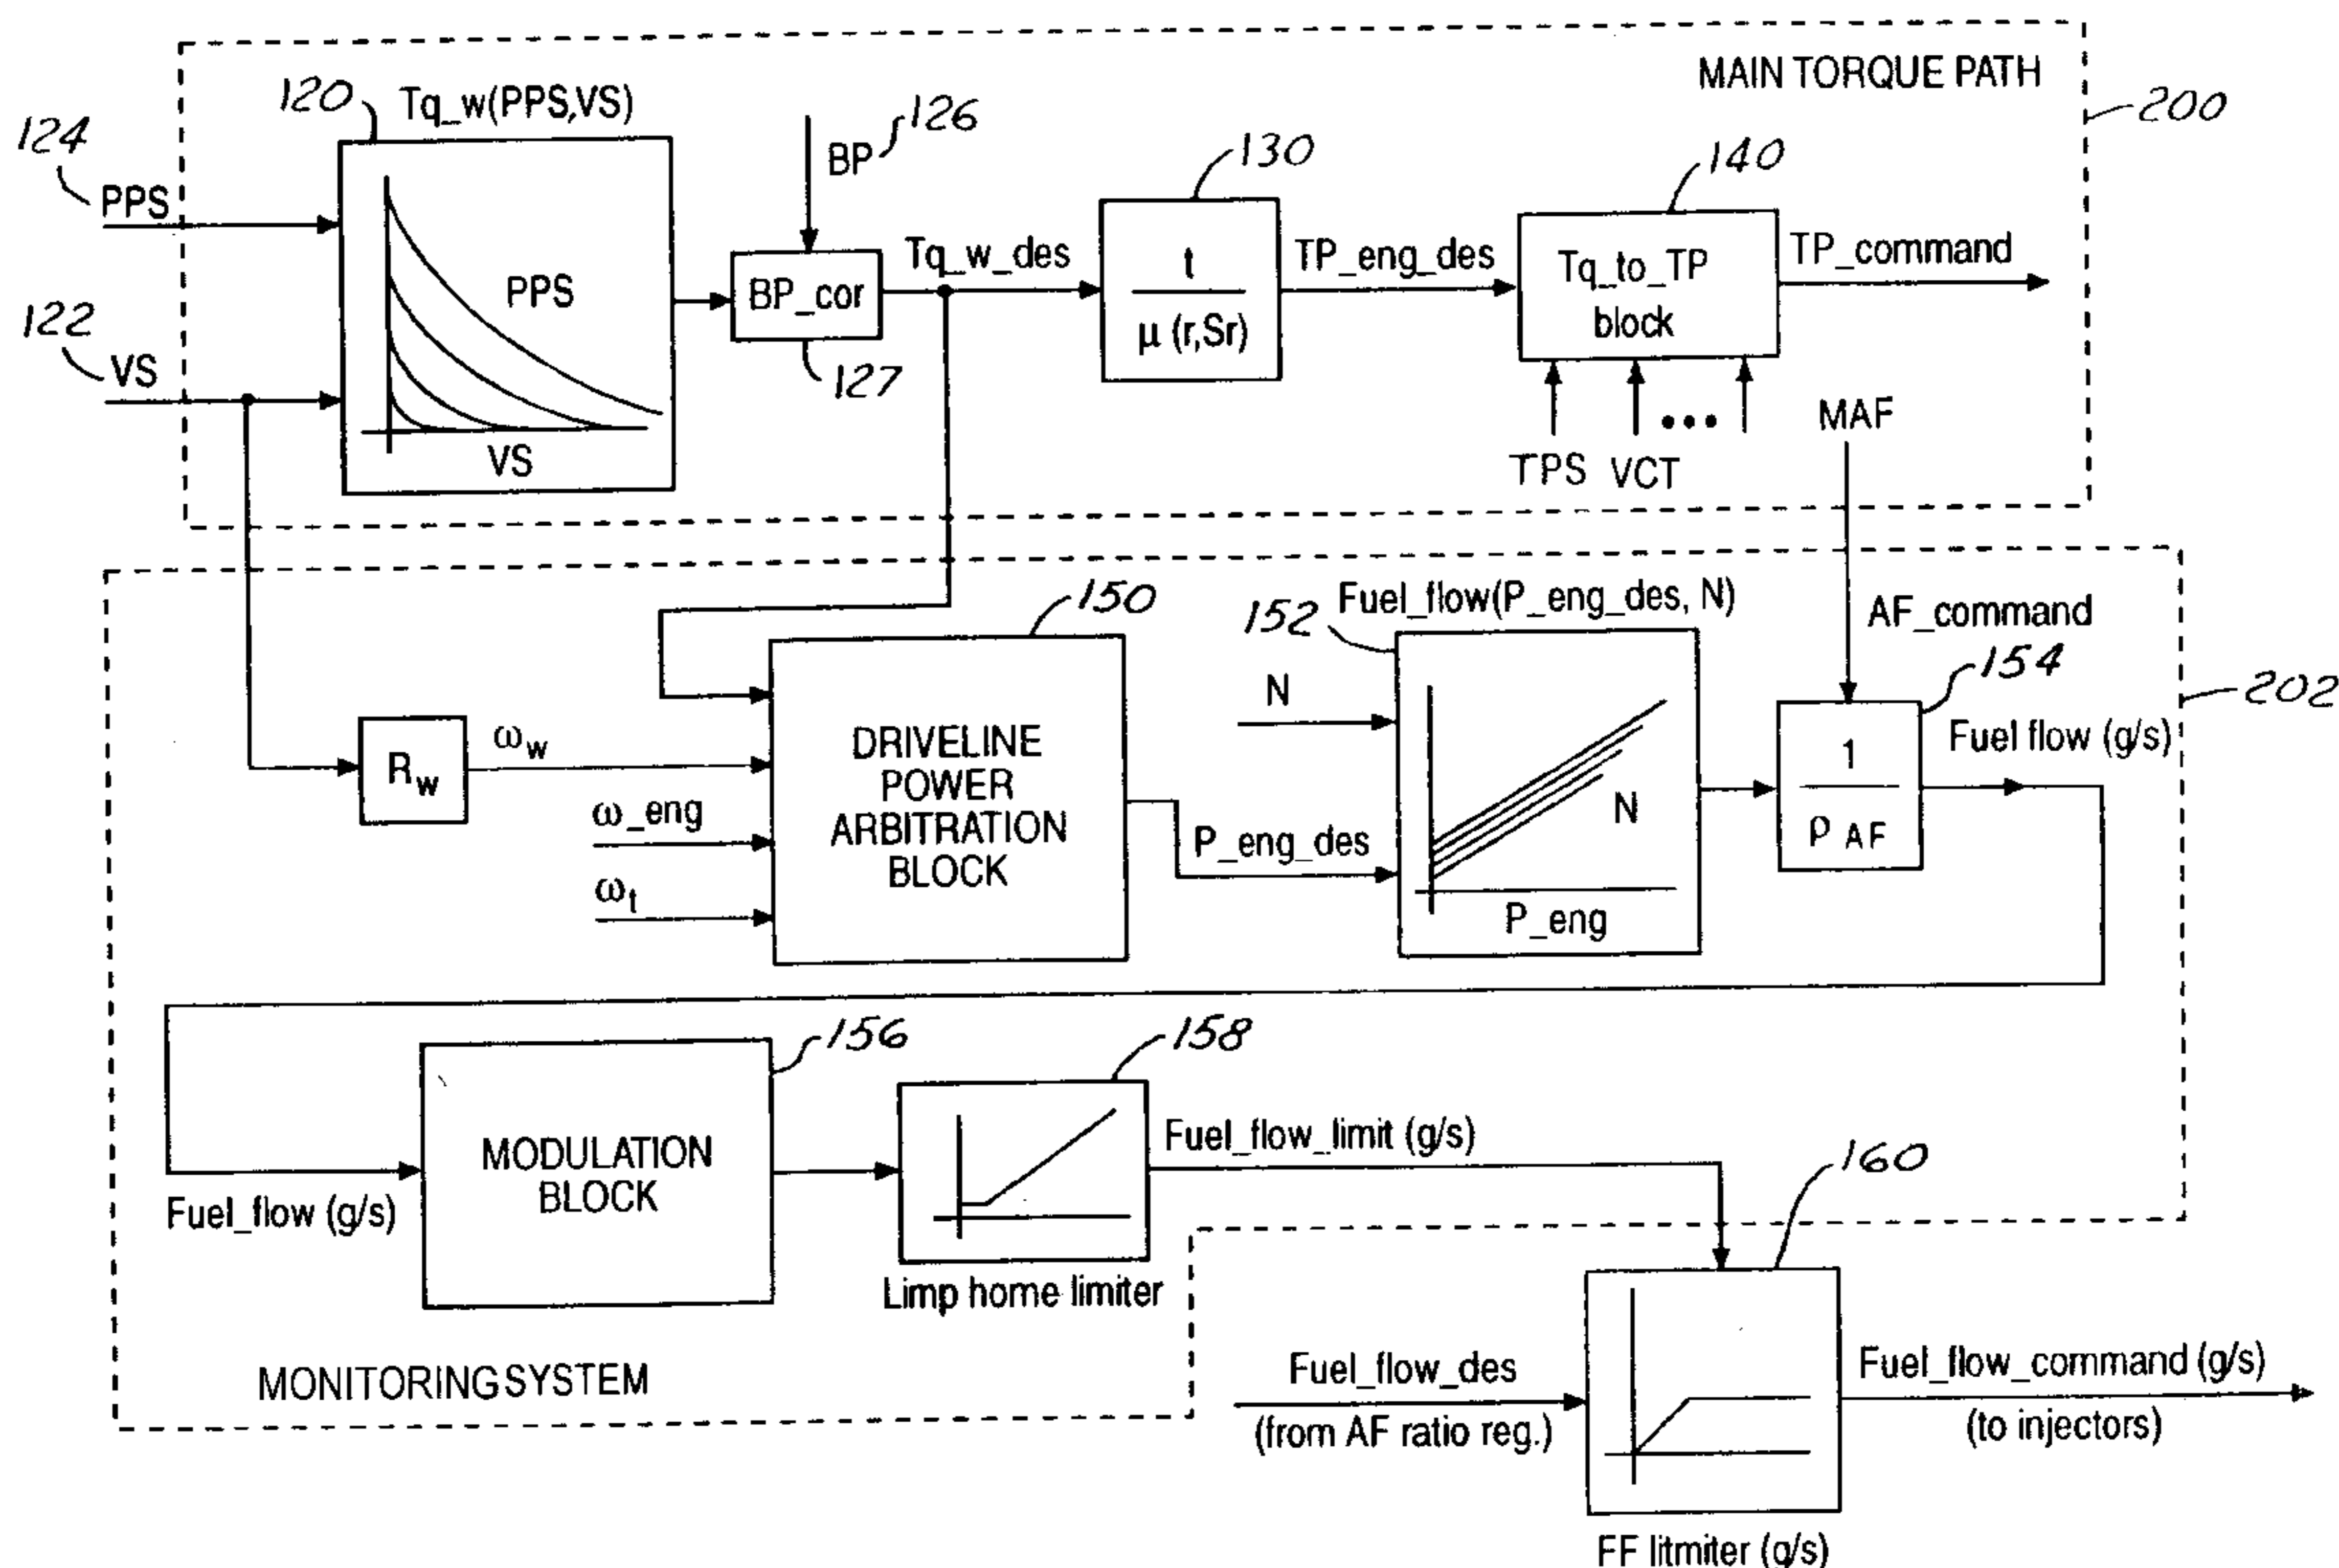 MAIN TORQUE PATH
200
120
Tq_w(PPS,VS)
124
PPS
122
VS
PPS
VS
BP
126
BP_cor
127
Tq_w_des
130
t
μ (r,Sr)
TP_eng_des
140
Tq_to_TP
block
TP_command
TPS
VCT
•••
MAF
AF_command
150
152
Fuel_flow(P_eng_des, N)
154
202
Rw
ωw
ω_eng
ωt
DRIVELINE
POWER
ARBITRATION
BLOCK
N
P_eng_des
N
P_eng
1
ρ AF
Fuel flow (g/s)
156
158
Fuel_flow (g/s)
MODULATION
BLOCK
Limp home limiter
Fuel_flow_limit (g/s)
160
MONITORING SYSTEM
Fuel_flow_des
(from AF ratio reg.)
Fuel_flow_command (g/s)
(to injectors)
FF litmiter (g/s)